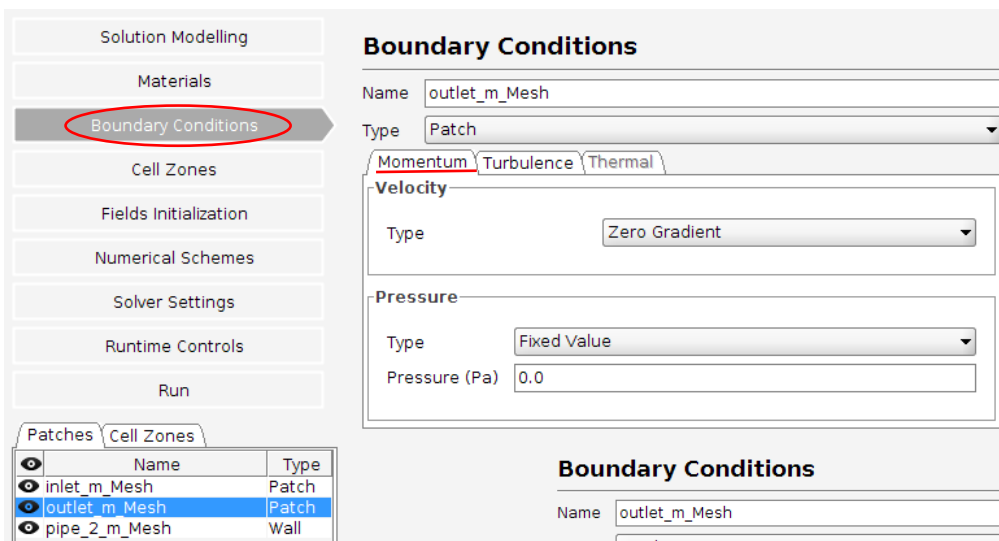 Solution Modelling
Materials
Boundary Conditions
Cell Zones
Fields Initialization
Numerical Schemes
Solver Settings
Runtime Controls
Run
Patches Cell Zones
Name Type
inlet_m_Mesh Patch
outlet_m_Mesh Patch
pipe_2_m_Mesh Wall
Boundary Conditions
Name outlet_m_Mesh
Type Patch
Momentum Turbulence Thermal
Velocity
Type Zero Gradient
Pressure
Type Fixed Value
Pressure (Pa) 0.0
Boundary Conditions
Name outlet_m_Mesh